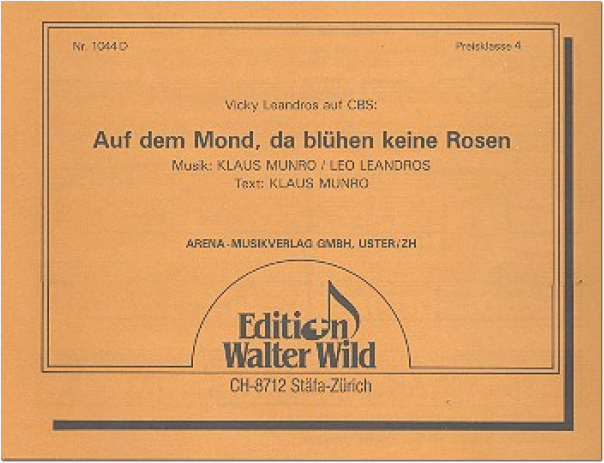 Nr. 1044 D
Preisklasse 4
Vicky Leandros auf CBS:
Auf dem Mond, da blühen keine Rosen
Musik: KLAUS MUNRO / LEO LEANDROS
Text: KLAUS MUNRO
ARENA-MUSIKVERLAG GMBH, USTER/ZH
Edition
Walter Wild
CH-8712 Stäfa-Zürich